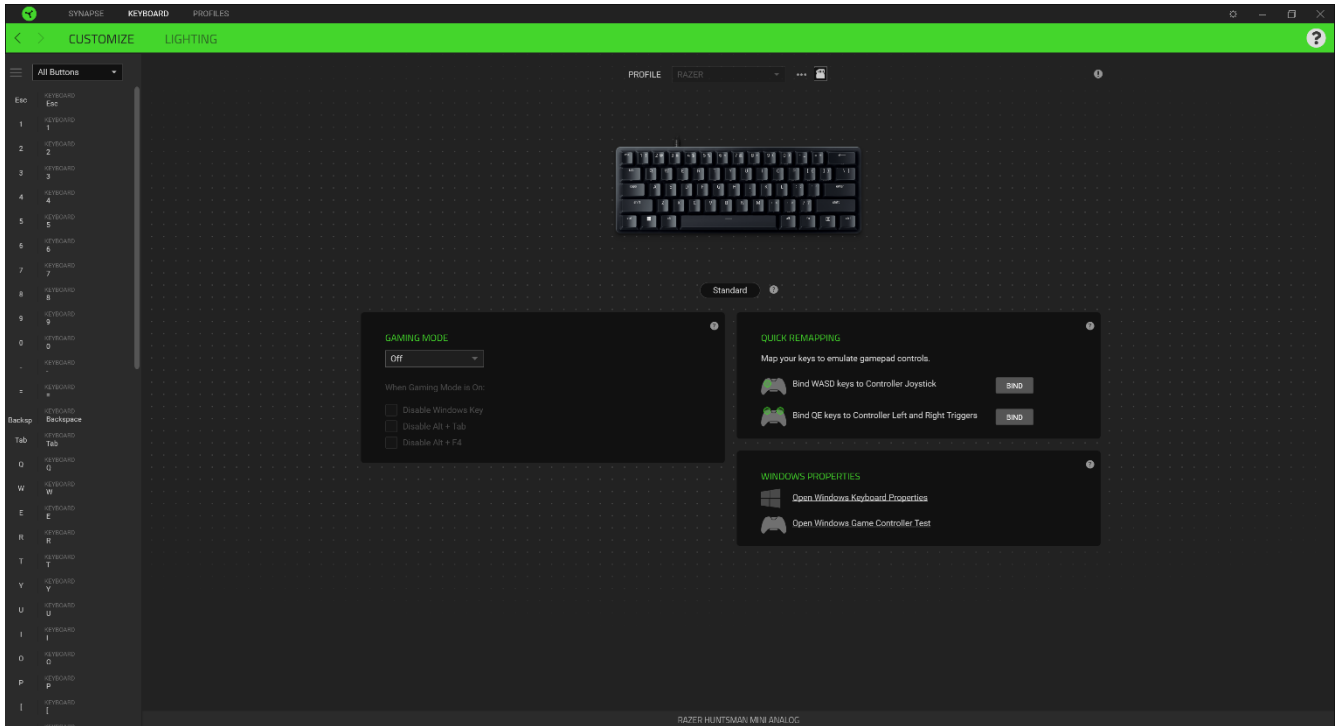 SYNAPSE KEYBOARD PROFILES
CUSTOMIZE LIGHTING
?
All Buttons
PROFILE RAZER
Esc KEYBOARD
Esc
1 KEYBOARD
1
2 KEYBOARD
2
3 KEYBOARD
3
4 KEYBOARD
4
5 KEYBOARD
5
6 KEYBOARD
6
7 KEYBOARD
7
8 KEYBOARD
8
9 KEYBOARD
9
0 KEYBOARD
0
- KEYBOARD
-
= KEYBOARD
=
Backsp KEYBOARD
Backspace
Tab KEYBOARD
Tab
Q KEYBOARD
Q
W KEYBOARD
W
E KEYBOARD
E
R KEYBOARD
R
T KEYBOARD
T
Y KEYBOARD
Y
U KEYBOARD
U
I KEYBOARD
I
O KEYBOARD
O
P KEYBOARD
P
[ KEYBOARD
[
Standard ?
GAMING MODE ?
Off
When Gaming Mode is On:
Disable Windows Key
Disable Alt + Tab
Disable Alt + F4
QUICK REMAPPING ?
Map your keys to emulate gamepad controls.
Bind WASD keys to Controller Joystick BIND
Bind QE keys to Controller Left and Right Triggers BIND
WINDOWS PROPERTIES ?
Open Windows Keyboard Properties
Open Windows Game Controller Test
RAZER HUNTSMAN MINI ANALOG